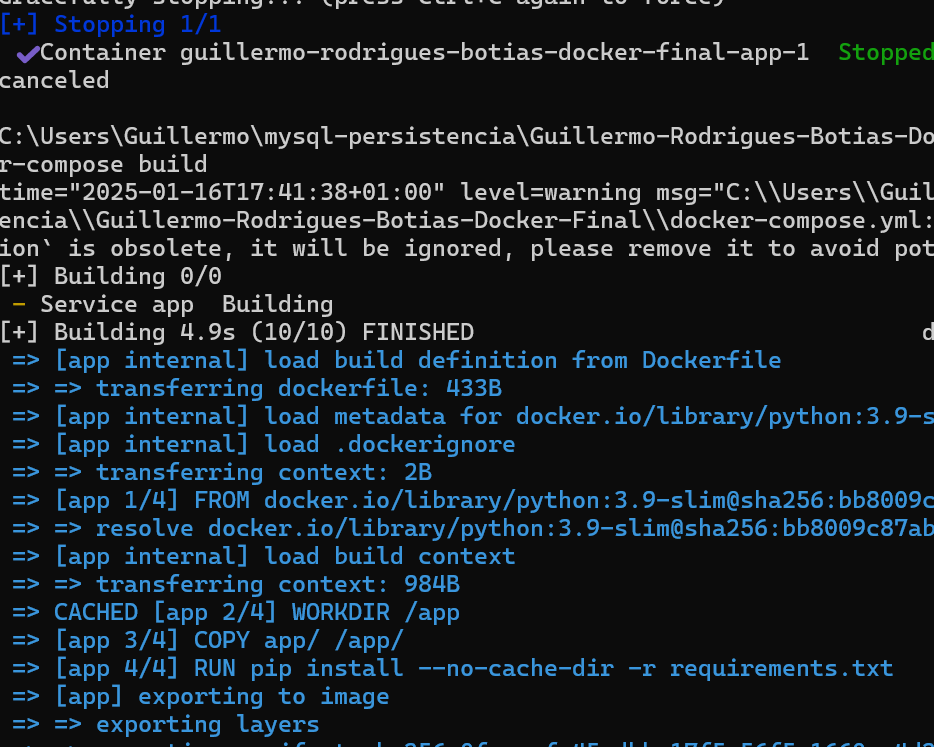 Gracefully stopping... (press Ctrl+C again to force)
[+] Stopping 1/1
✔Container guillermo-rodrigues-botias-docker-final-app-1  Stopped
canceled
C:\Users\Guillermo\mysql-persistencia\Guillermo-Rodrigues-Botias-Do
r-compose build
time="2025-01-16T17:41:38+01:00" level=warning msg="C:\\Users\\Guil
encia\\Guillermo-Rodrigues-Botias-Docker-Final\\docker-compose.yml:
ion` is obsolete, it will be ignored, please remove it to avoid pot
[+] Building 0/0
- Service app  Building
[+] Building 4.9s (10/10) FINISHED d
=> [app internal] load build definition from Dockerfile
=> => transferring dockerfile: 433B
=> [app internal] load metadata for docker.io/library/python:3.9-s
=> [app internal] load .dockerignore
=> => transferring context: 2B
=> [app 1/4] FROM docker.io/library/python:3.9-slim@sha256:bb8009c
=> => resolve docker.io/library/python:3.9-slim@sha256:bb8009c87ab
=> [app internal] load build context
=> => transferring context: 984B
=> CACHED [app 2/4] WORKDIR /app
=> [app 3/4] COPY app/ /app/
=> [app 4/4] RUN pip install --no-cache-dir -r requirements.txt
=> [app] exporting to image
=> => exporting layers